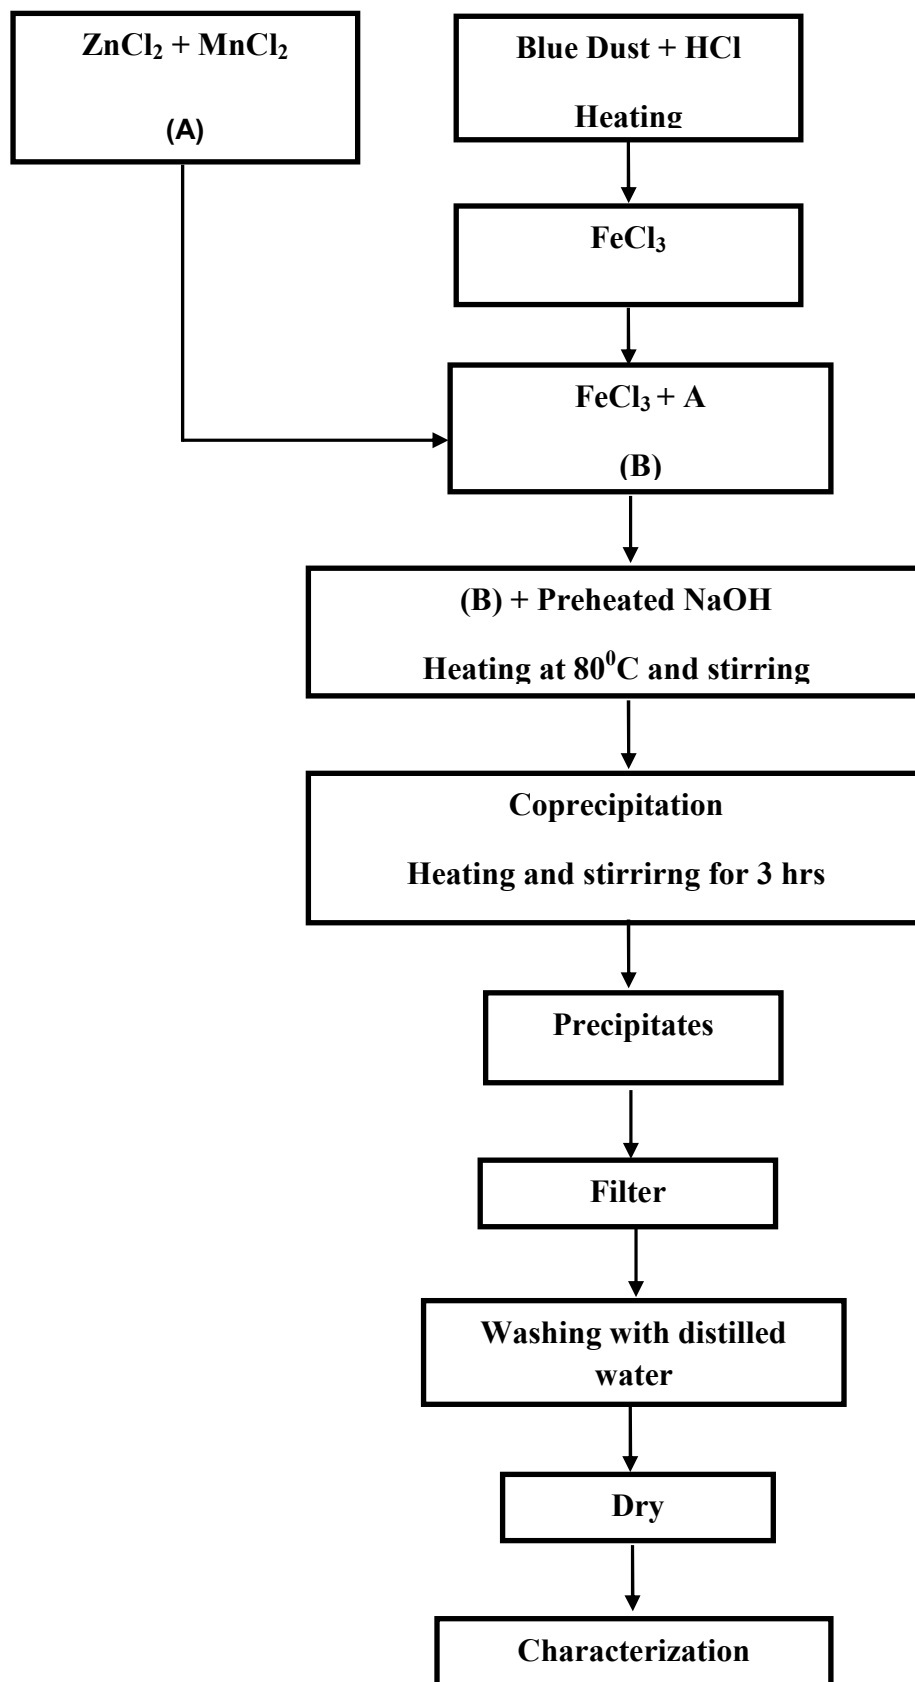 ZnCl₂ + MnCl₂
(A)
Blue Dust + HCl
Heating
FeCl₃
FeCl₃ + A
(B)
(B) + Preheated NaOH
Heating at 80⁰C and stirring
Coprecipitation
Heating and stirrirng for 3 hrs
Precipitates
Filter
Washing with distilled
water
Dry
Characterization